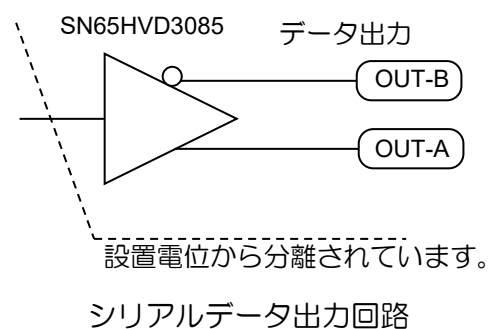 SN65HVD3085
データ出力
OUT-B
OUT-A
設置電位から分離されています。
シリアルデータ出力回路